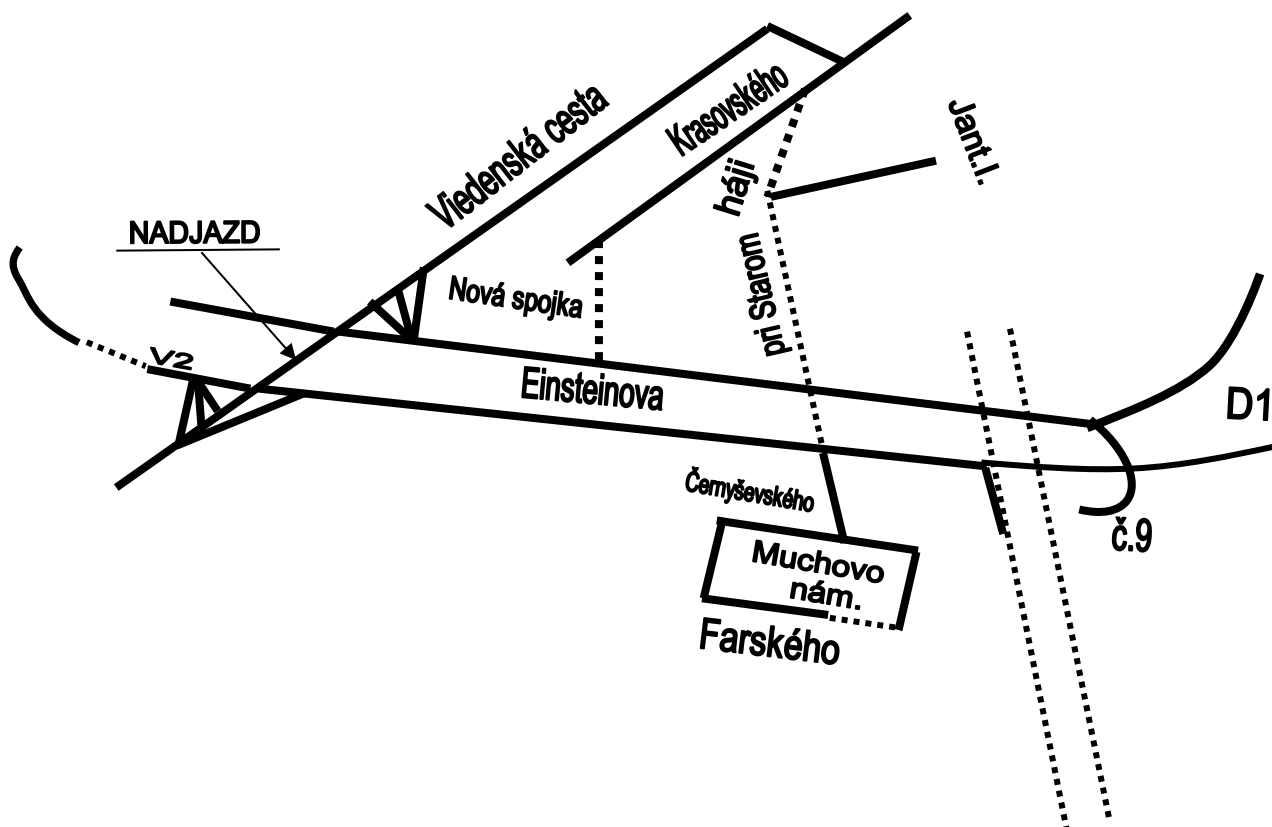 Viedenská cesta
Krasovského
Jant.l.
háji
pri Starom
NADJAZD
Nová spojka
V2
Einsteinova
D1
Černyševského
č.9
Muchovo
nám.
Farského